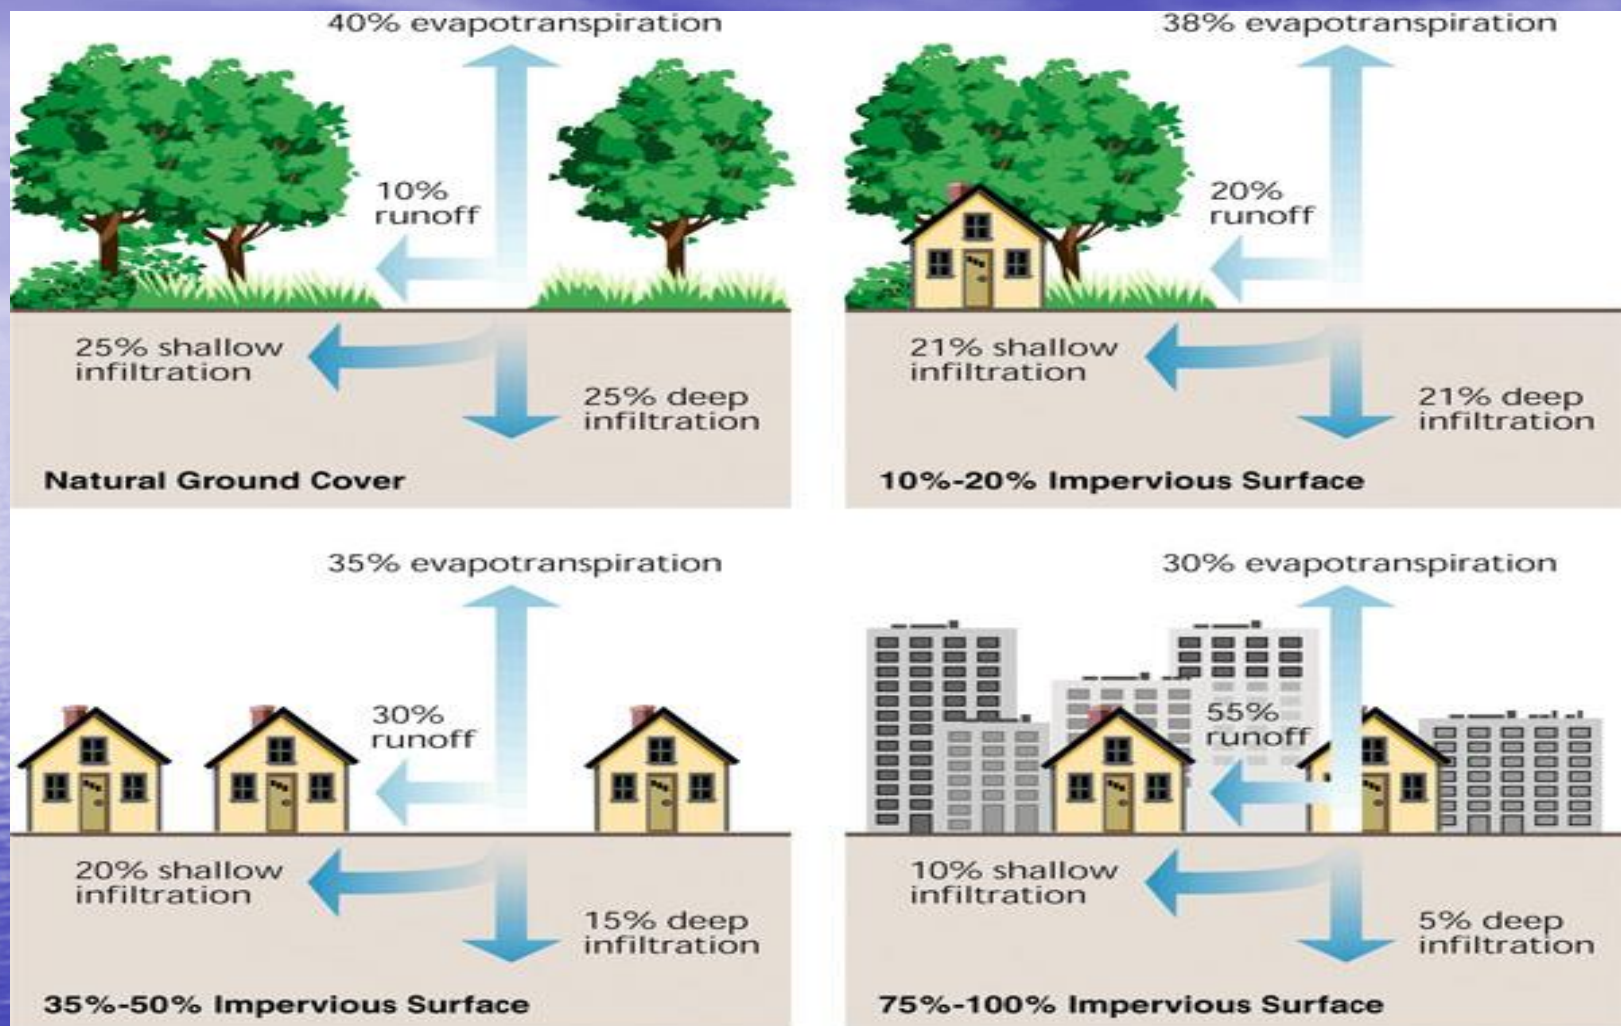 40% evapotranspiration
10%
runoff
25% shallow
infiltration
25% deep
infiltration
Natural Ground Cover
38% evapotranspiration
20%
runoff
21% shallow
infiltration
21% deep
infiltration
10%-20% Impervious Surface
35% evapotranspiration
30%
runoff
20% shallow
infiltration
15% deep
infiltration
35%-50% Impervious Surface
30% evapotranspiration
55%
runoff
10% shallow
infiltration
5% deep
infiltration
75%-100% Impervious Surface